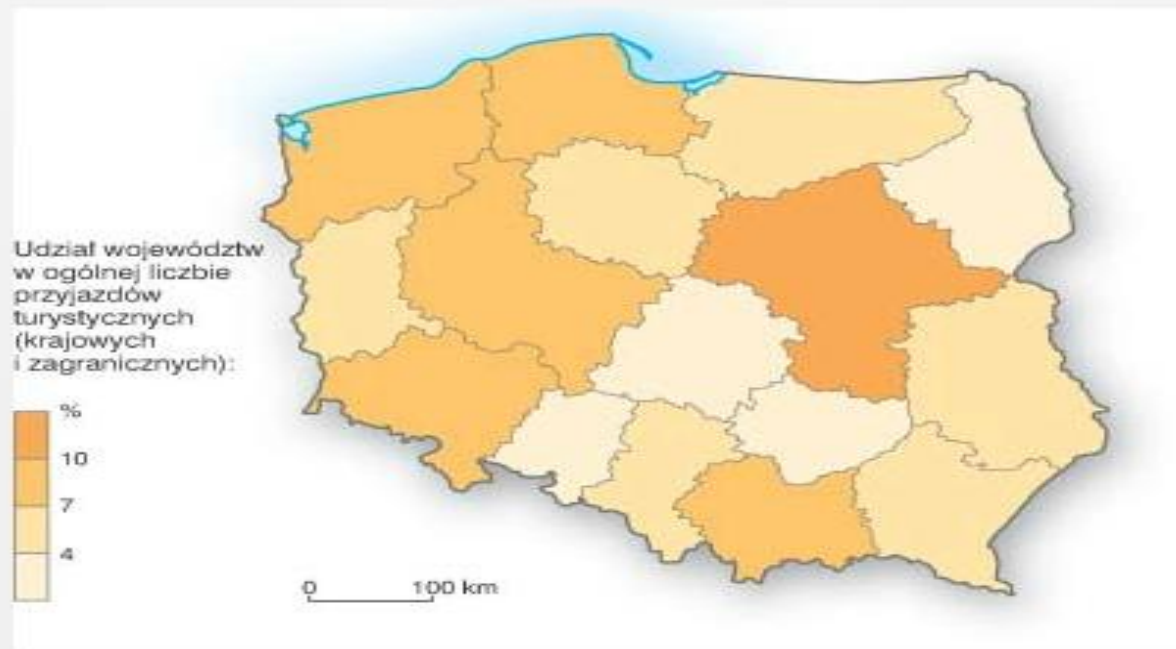 Udział województw
w ogólnej liczbie
przyjazdów
turystycznych
(krajowych
i zagranicznych):
%
10
7
4
0 100 km